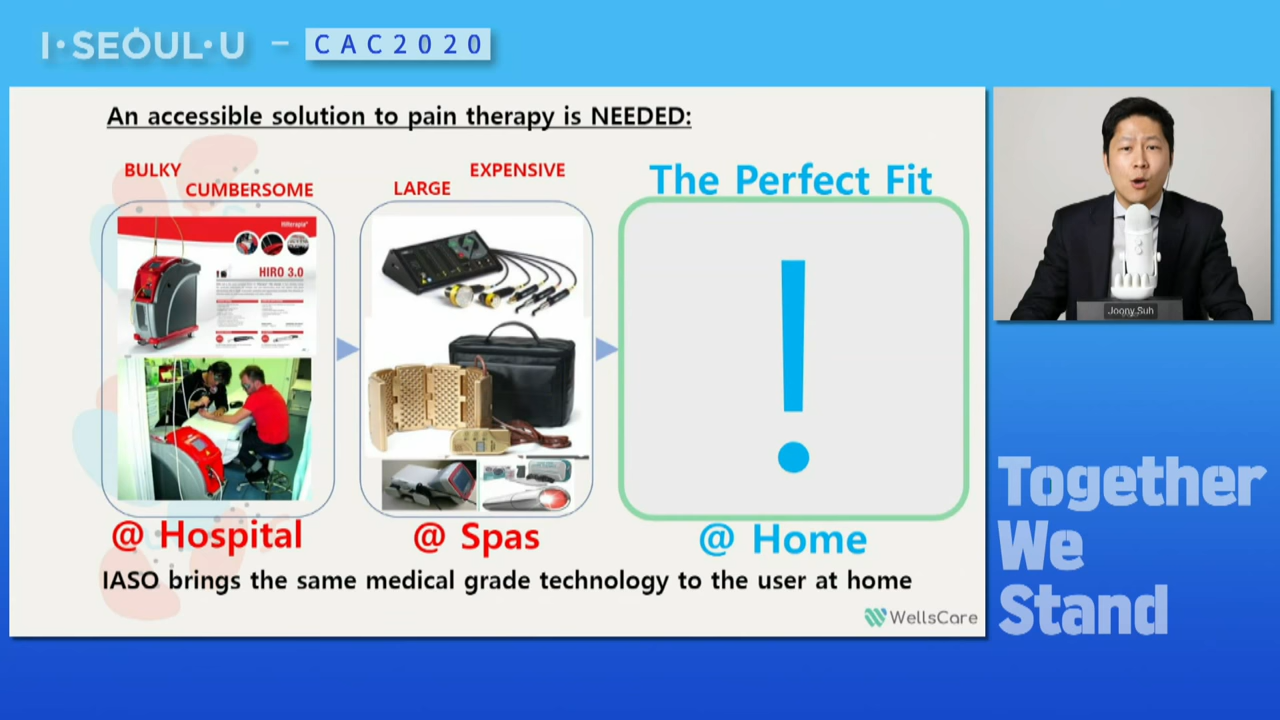 I·SEOUL·U – CAC2020
An accessible solution to pain therapy is NEEDED:
BULKY
CUMBERSOME
EXPENSIVE
LARGE
The Perfect Fit
Hilterapia®
HIRO 3.0
!
@ Hospital
@ Spas
@ Home
IASO brings the same medical grade technology to the user at home
WellsCare
Joony Suh
Together
We
Stand